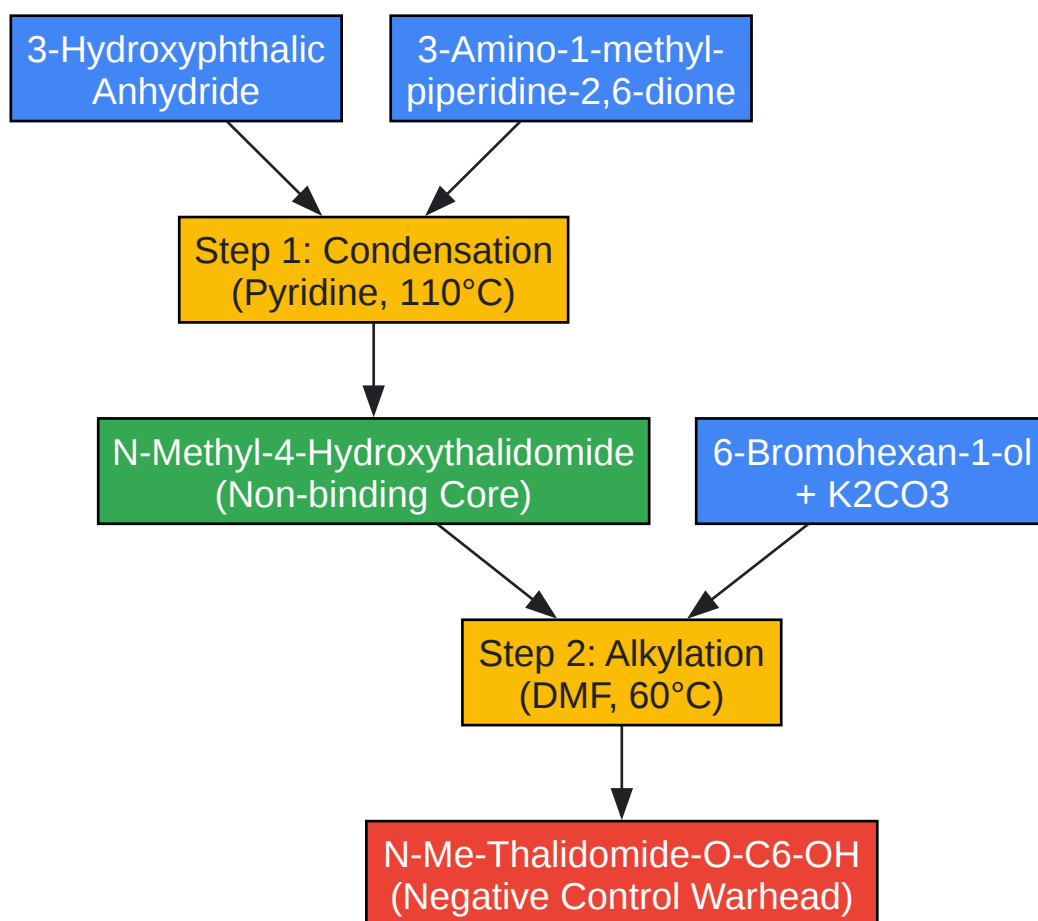 3-Hydroxyphthalic
Anhydride
3-Amino-1-methyl-
piperidine-2,6-dione
Step 1: Condensation
(Pyridine, 110°C)
N-Methyl-4-Hydroxythalidomide
(Non-binding Core)
6-Bromohexan-1-ol
+ K2CO3
Step 2: Alkylation
(DMF, 60°C)
N-Me-Thalidomide-O-C6-OH
(Negative Control Warhead)